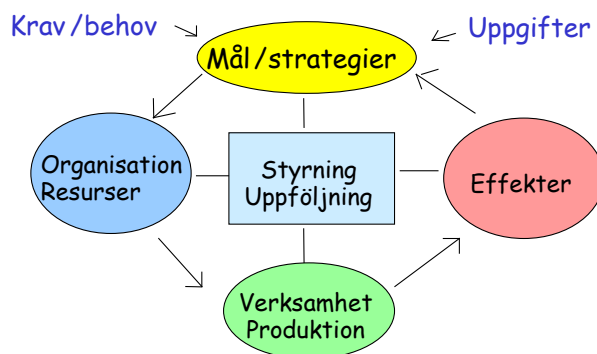 Krav/behov
Uppgifter
Mål/strategier
Organisation
Resurser
Styrning
Uppföljning
Effekter
Verksamhet
Produktion